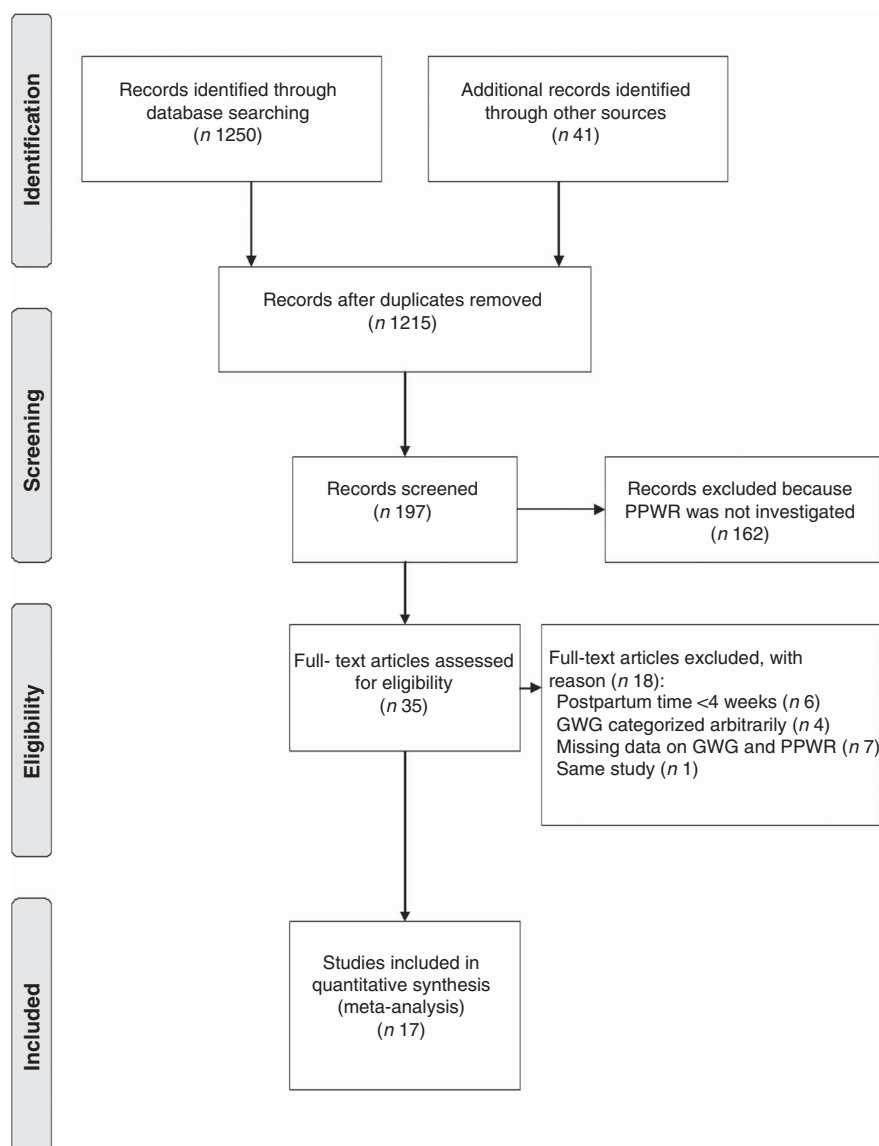 Identification
Records identified through
database searching
(n 1250)
Additional records identified
through other sources
(n 41)
Records after duplicates removed
(n 1215)
Screening
Records screened
(n 197)
Records excluded because
PPWR was not investigated
(n 162)
Eligibility
Full- text articles assessed
for eligibility
(n 35)
Full-text articles excluded, with
reason (n 18):
Postpartum time <4 weeks (n 6)
GWG categorized arbitrarily (n 4)
Missing data on GWG and PPWR (n 7)
Same study (n 1)
Included
Studies included in
quantitative synthesis
(meta-analysis)
(n 17)